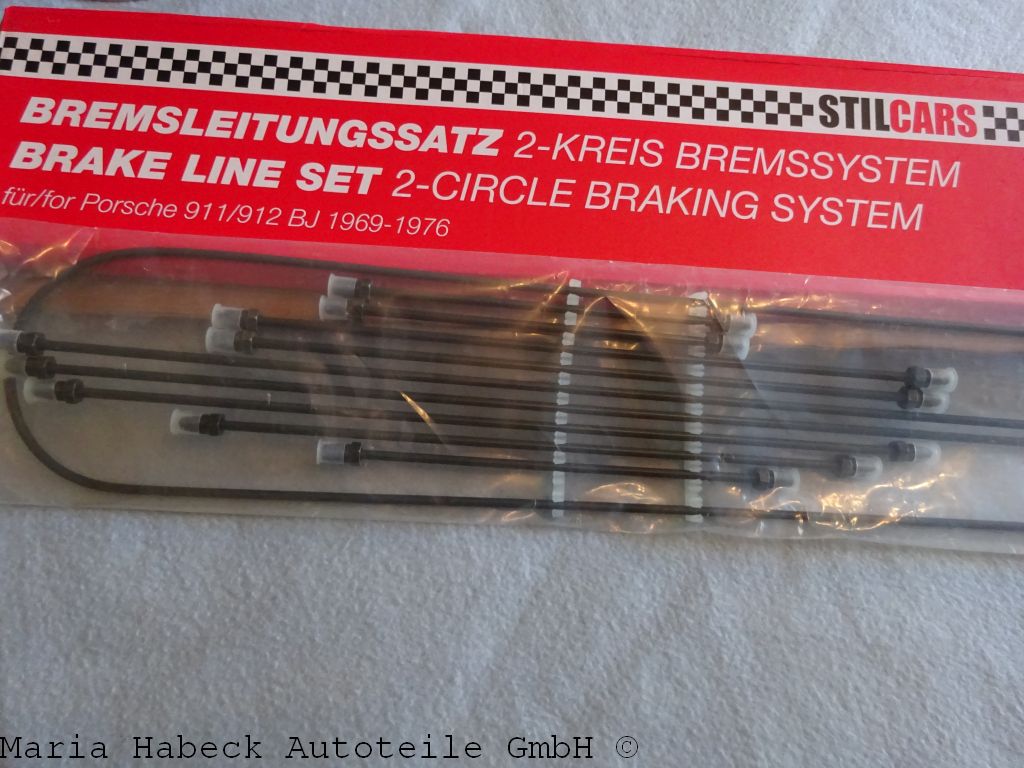 STILCARS
BREMSLEITUNGSSATZ 2-KREIS BREMSSYSTEM
BRAKE LINE SET 2-CIRCLE BRAKING SYSTEM
für/for Porsche 911/912 BJ 1969-1976
Maria Habeck Autoteile GmbH ©